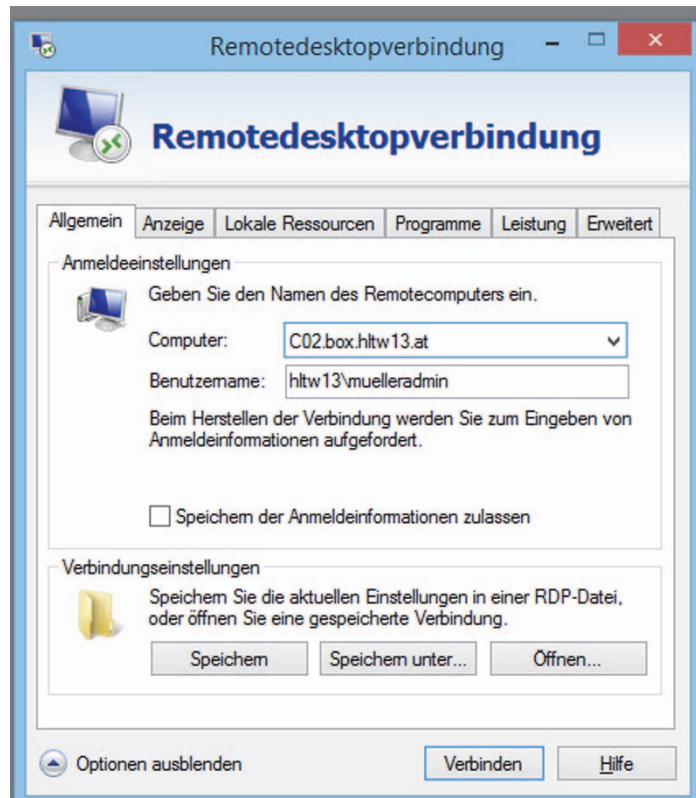 Remotedesktopverbindung
Remotedesktopverbindung
Allgemein Anzeige Lokale Ressourcen Programme Leistung Erweitert
Anmeldeeinstellungen
Geben Sie den Namen des Remotecomputers ein.
Computer: C02.box.hltw13.at
Benutzername: hltw13\muelleradmin
Beim Herstellen der Verbindung werden Sie zum Eingeben von
Anmeldeinformationen aufgefordert.
Speichern der Anmeldeinformationen zulassen
Verbindungseinstellungen
Speichern Sie die aktuellen Einstellungen in einer RDP-Datei,
oder öffnen Sie eine gespeicherte Verbindung.
Speichern Speichern unter... Öffnen...
Optionen ausblenden Verbinden Hilfe